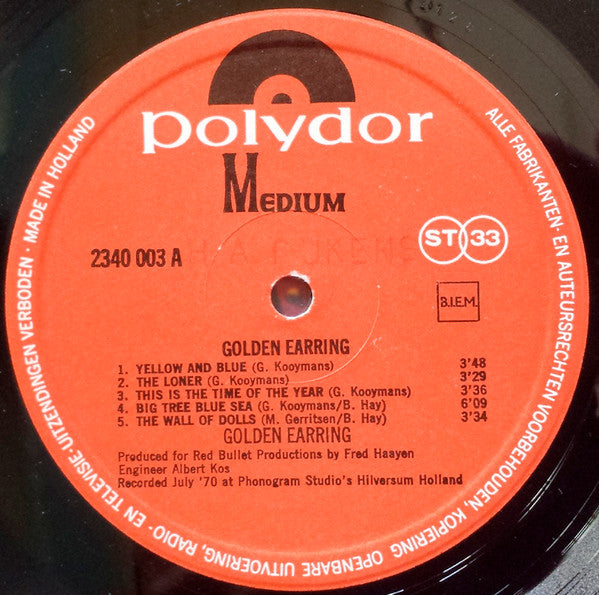 polydor
MEDIUM
2340 003 A
ST 33
B.I.E.M.
GOLDEN EARRING
1. YELLOW AND BLUE (G. Kooymans) 3'48
2. THE LONER (G. Kooymans) 3'29
3. THIS IS THE TIME OF THE YEAR (G. Kooymans) 3'36
4. BIG TREE BLUE SEA (G. Kooymans/B. Hay) 6'09
5. THE WALL OF DOLLS (M. Gerritsen/B. Hay) 3'34
GOLDEN EARRING
Produced for Red Bullet Productions by Fred Haayen
Engineer Albert Kos
Recorded July '70 at Phonogram Studio's Hilversum Holland
ALLE FABRIKANTEN- EN AUTEURSRECHTEN VOORBEHOUDEN, KOPIERING OPENBARE UITVOERING, RADIO- EN TELEVISIE-UITZENDINGEN VERBODEN · MADE IN HOLLAND